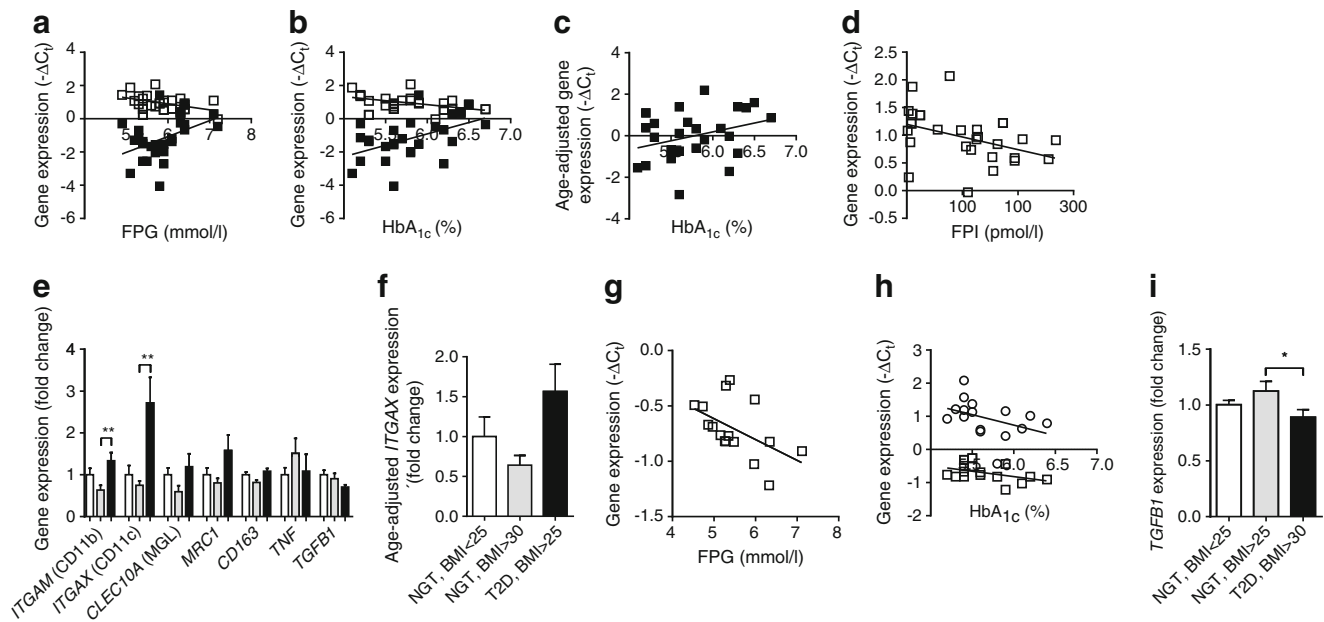 a
Gene expression (-ΔCt)
4
2
0
-2
-4
-6
5 6 7 8
FPG (mmol/l)
b
Gene expression (-ΔCt)
4
2
0
-2
-4
-6
5.5 6.0 6.5 7.0
HbA1c (%)
c
Age-adjusted gene
expression (-ΔCt)
4
2
0
-2
-4
5.5 6.0 6.5 7.0
HbA1c (%)
d
Gene expression (-ΔCt)
2.5
2.0
1.5
1.0
0.5
0.0
-0.5
100 100 300
FPI (pmol/l)
e
Gene expression (fold change)
4
3
2
1
0
**
**
ITGAM (CD11b)
ITGAX (CD11c)
CLEC10A (MGL)
MRC1
CD163
TNF
TGFB1
f
Age-adjusted ITGAX expression
(fold change)
2.0
1.5
1.0
0.5
0.0
NGT, BMI<25
NGT, BMI>30
T2D, BMI>25
g
Gene expression (-ΔCt)
0.0
-0.5
-1.0
-1.5
4 5 6 7 8
FPG (mmol/l)
h
Gene expression (-ΔCt)
3
2
1
0
-1
-2
5.5 6.0 6.5 7.0
HbA1c (%)
i
TGFB1 expression (fold change)
1.5
1.0
0.5
0.0
*
NGT, BMI<25
NGT, BMI>25
T2D, BMI>30